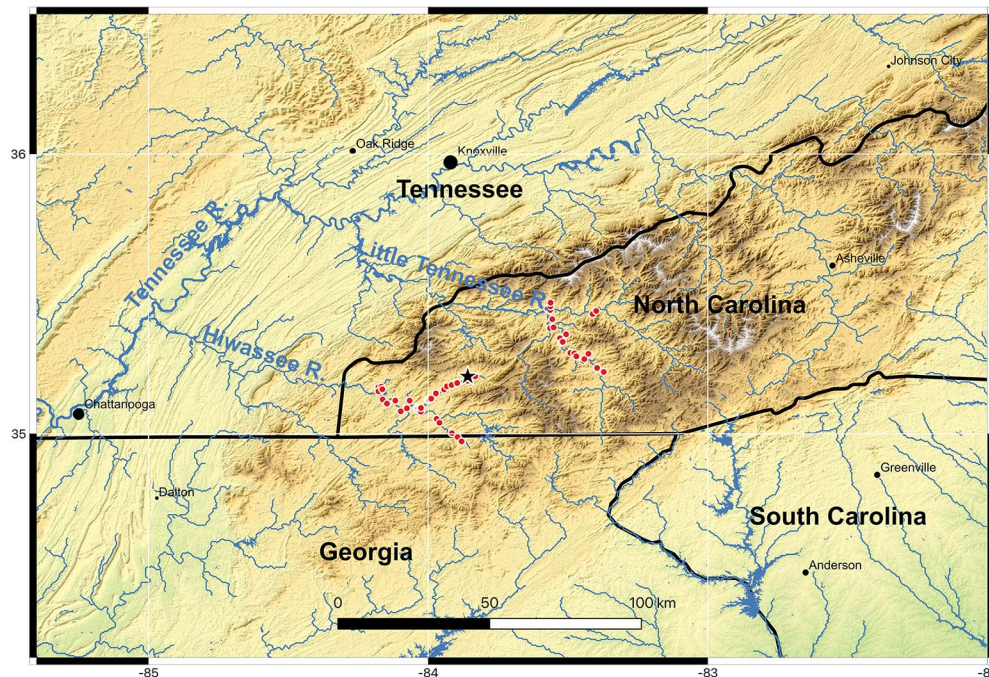 Johnson City
36
Oak Ridge
Knoxville
Tennessee
Tennessee R.
Little Tennessee R.
Asheville
North Carolina
Hiwassee R.
Chattanooga
35
Dalton
Greenville
South Carolina
Georgia
Anderson
0 50 100 km
-85 -84 -83 -8